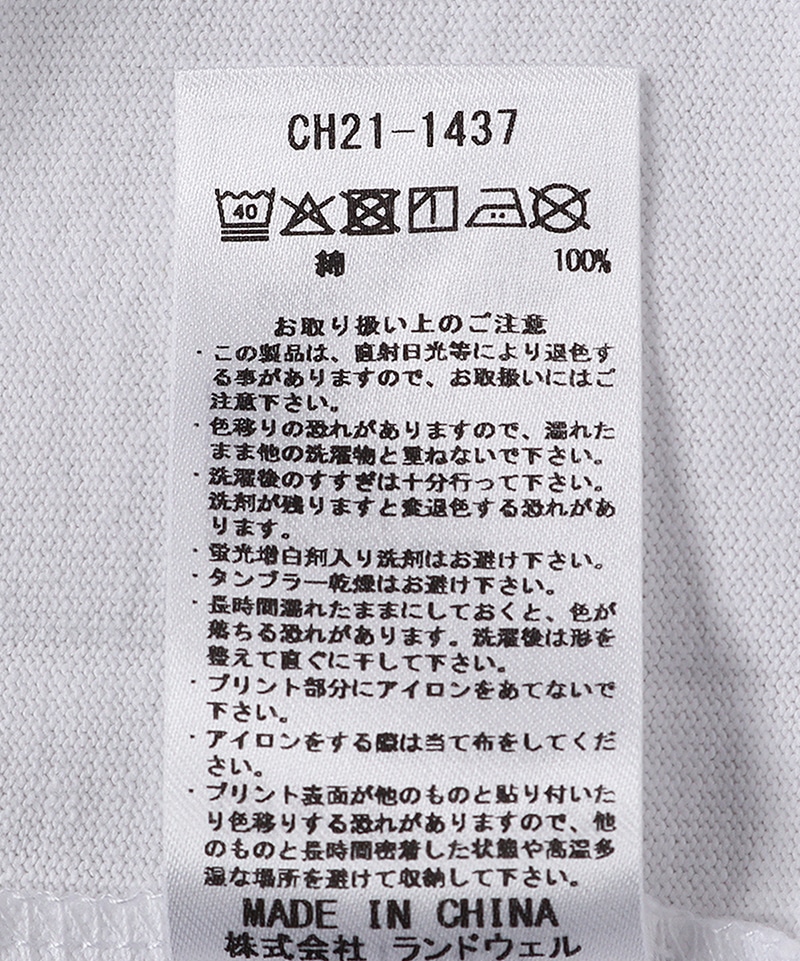 CH21-1437
40
綿 100%
お取り扱い上のご注意
・この製品は、直射日光等により退色す
る事がありますので、お取扱いにはご
注意下さい。
・色移りの恐れがありますので、濡れた
まま他の洗濯物と重ねないで下さい。
・洗濯後のすすぎは十分行って下さい。
洗剤が残りますと変退色する恐れがあ
ります。
・蛍光増白剤入り洗剤はお避け下さい。
・タンブラー乾燥はお避け下さい。
・長時間濡れたままにしておくと、色が
落ちる恐れがあります。洗濯後は形を
整えて直ぐに干して下さい。
・プリント部分にアイロンをあてないで
下さい。
・アイロンをする際は当て布をしてくだ
さい。
・プリント表面が他のものと貼り付いた
り色移りする恐れがありますので、他
のものと長時間密着した状態や高温多
湿な場所を避けて収納して下さい。
MADE IN CHINA
株式会社 ランドウェル